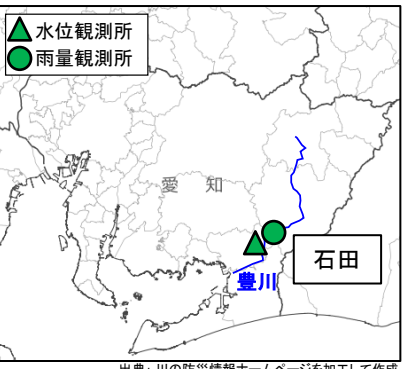 水位観測所
雨量観測所
愛 知
石田
豊川
出典：川の防災情報ホームページを加工して作成